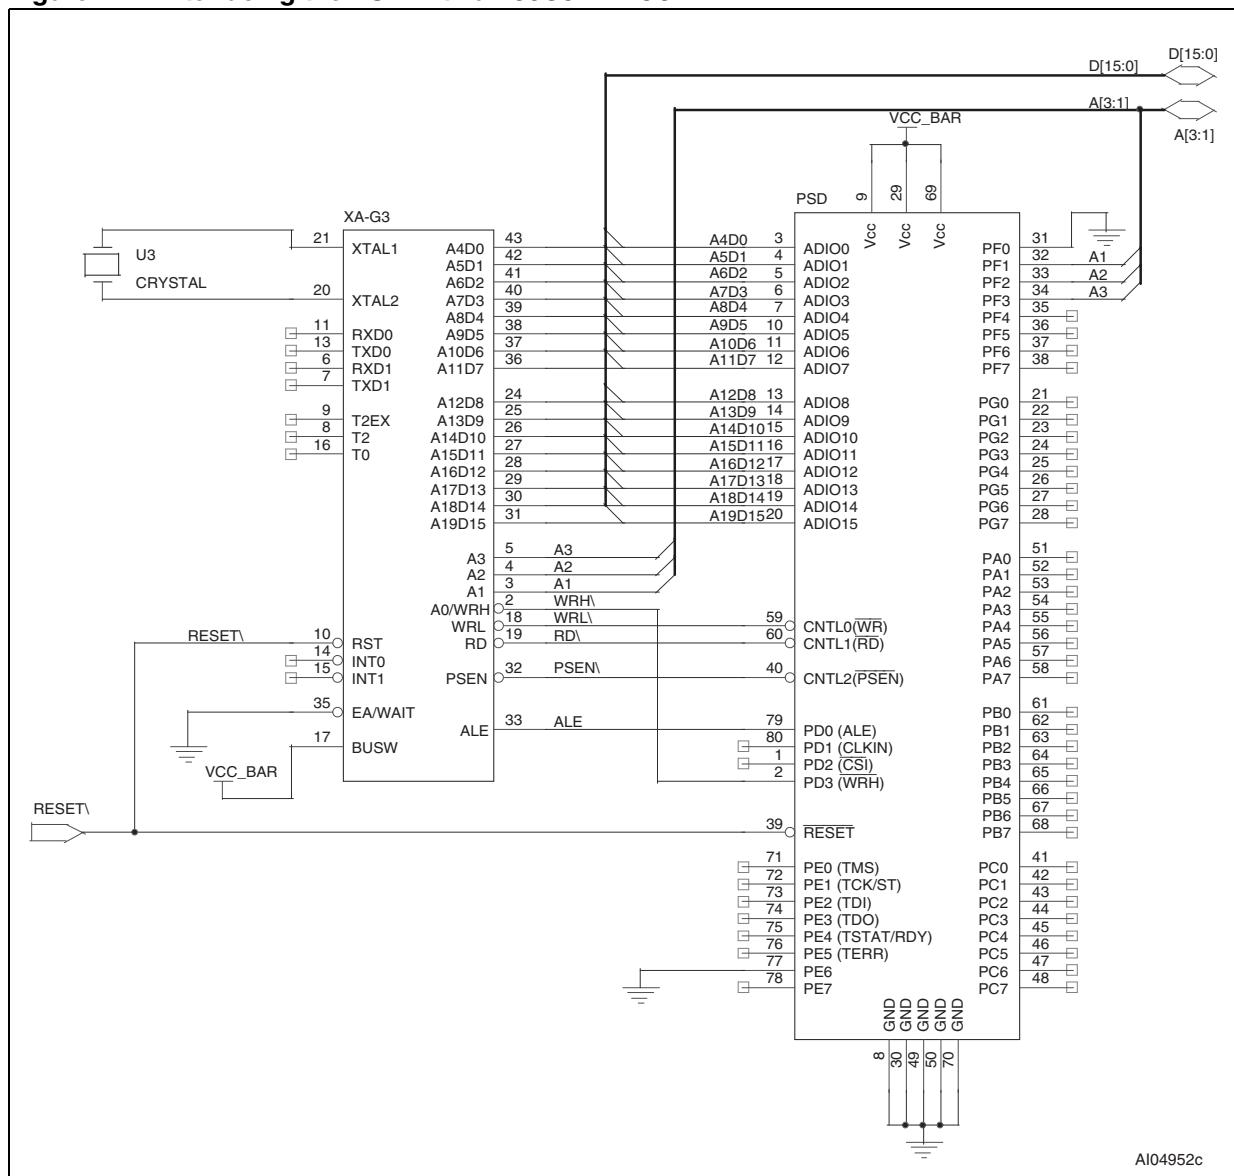 D[15:0]
D[15:0]
A[3:1]
A[3:1]
VCC_BAR
XA-G3
U3
CRYSTAL
21 XTAL1
20 XTAL2
11 RXD0
13 TXD0
6 RXD1
7 TXD1
9 T2EX
8 T2
16 T0
RESET\ 10 RST
14 INT0
15 INT1
35 EA/WAIT
17 BUSW
VCC_BAR
RESET\
A4D0 43
A5D1 42
A6D2 41
A7D3 40
A8D4 39
A9D5 38
A10D6 37
A11D7 36
A12D8 24
A13D9 25
A14D10 26
A15D11 27
A16D12 28
A17D13 29
A18D14 30
A19D15 31
A3 5 A3
A2 4 A2
A1 3 A1
A0/WRH 2 WRH\
WRL 18 WRL\
RD 19 RD\
PSEN 32 PSEN\
ALE 33 ALE
PSD
9 Vcc
29 Vcc
69 Vcc
A4D0 3 ADIO0
A5D1 4 ADIO1
A6D2 5 ADIO2
A7D3 6 ADIO3
A8D4 7 ADIO4
A9D5 10 ADIO5
A10D6 11 ADIO6
A11D7 12 ADIO7
A12D8 13 ADIO8
A13D9 14 ADIO9
A14D10 15 ADIO10
A15D11 16 ADIO11
A16D12 17 ADIO12
A17D13 18 ADIO13
A18D14 19 ADIO14
A19D15 20 ADIO15
59 CNTL0(WR)
60 CNTL1(RD)
40 CNTL2(PSEN)
79 PD0 (ALE)
80 PD1 (CLKIN)
1 PD2 (CSI)
2 PD3 (WRH)
39 RESET
71 PE0 (TMS)
72 PE1 (TCK/ST)
73 PE2 (TDI)
74 PE3 (TDO)
75 PE4 (TSTAT/RDY)
76 PE5 (TERR)
77 PE6
78 PE7
PF0 31
PF1 32 A1
PF2 33 A2
PF3 34 A3
PF4 35
PF5 36
PF6 37
PF7 38
PG0 21
PG1 22
PG2 23
PG3 24
PG4 25
PG5 26
PG6 27
PG7 28
PA0 51
PA1 52
PA2 53
PA3 54
PA4 55
PA5 56
PA6 57
PA7 58
PB0 61
PB1 62
PB2 63
PB3 64
PB4 65
PB5 66
PB6 67
PB7 68
PC0 41
PC1 42
PC2 43
PC3 44
PC4 45
PC5 46
PC6 47
PC7 48
GND 8
GND 30
GND 49
GND 50
GND 70
AI04952c